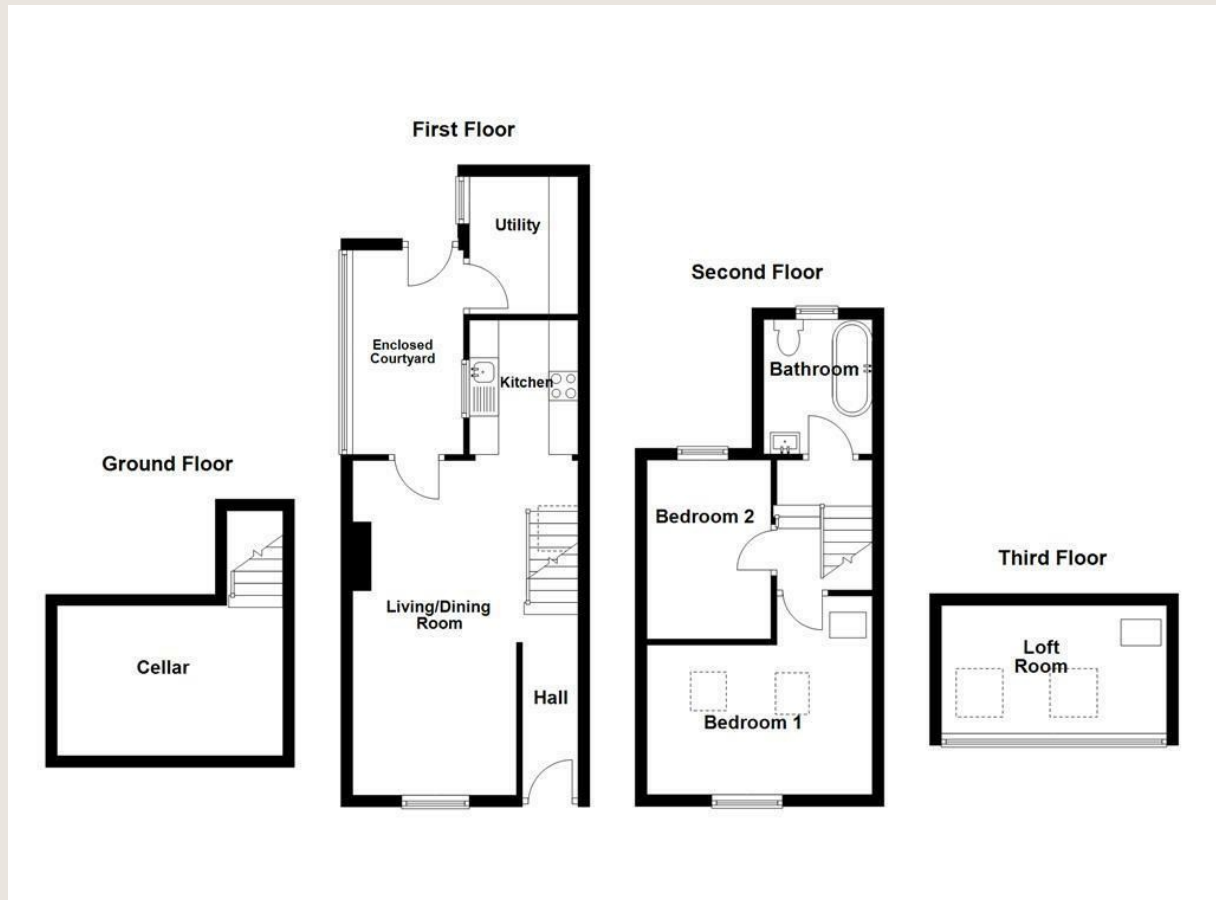 First Floor
Utility
Enclosed
Courtyard
Kitchen
Living/Dining
Room
Hall
Ground Floor
Cellar
Second Floor
Bathroom
Bedroom 2
Bedroom 1
Third Floor
Loft
Room